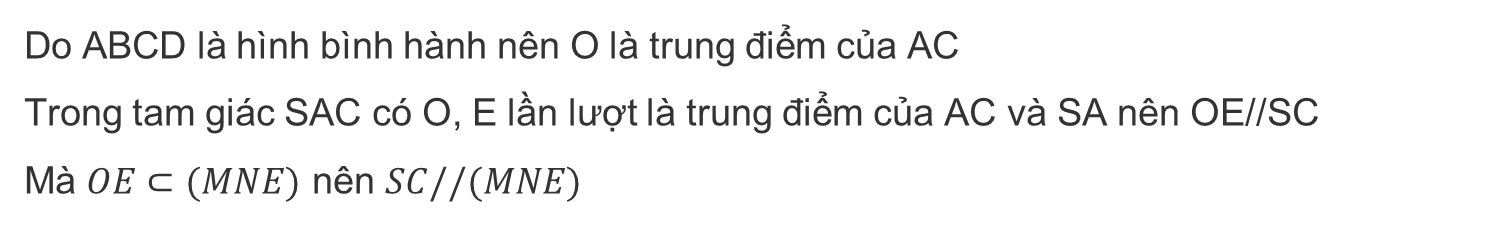 Do ABCD là hình bình hành nên O là trung điểm của AC
Trong tam giác SAC có O, E lần lượt là trung điểm của AC và SA nên OE//SC
Mà OE ⊂ (MNE) nên SC//(MNE)